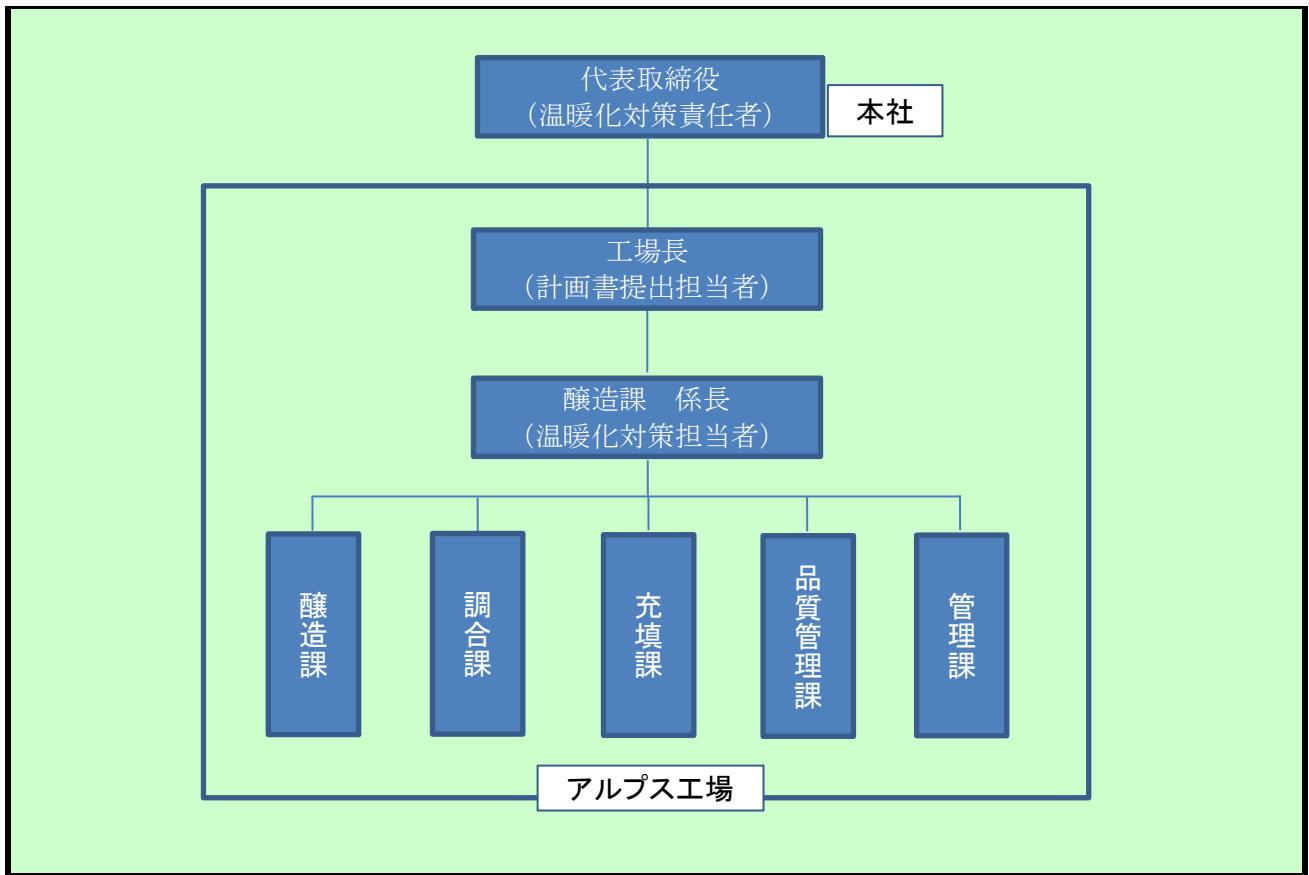 代表取締役
（温暖化対策責任者）
本社
工場長
（計画書提出担当者）
醸造課　係長
（温暖化対策担当者）
醸造課
調合課
充填課
品質管理課
管理課
アルプス工場